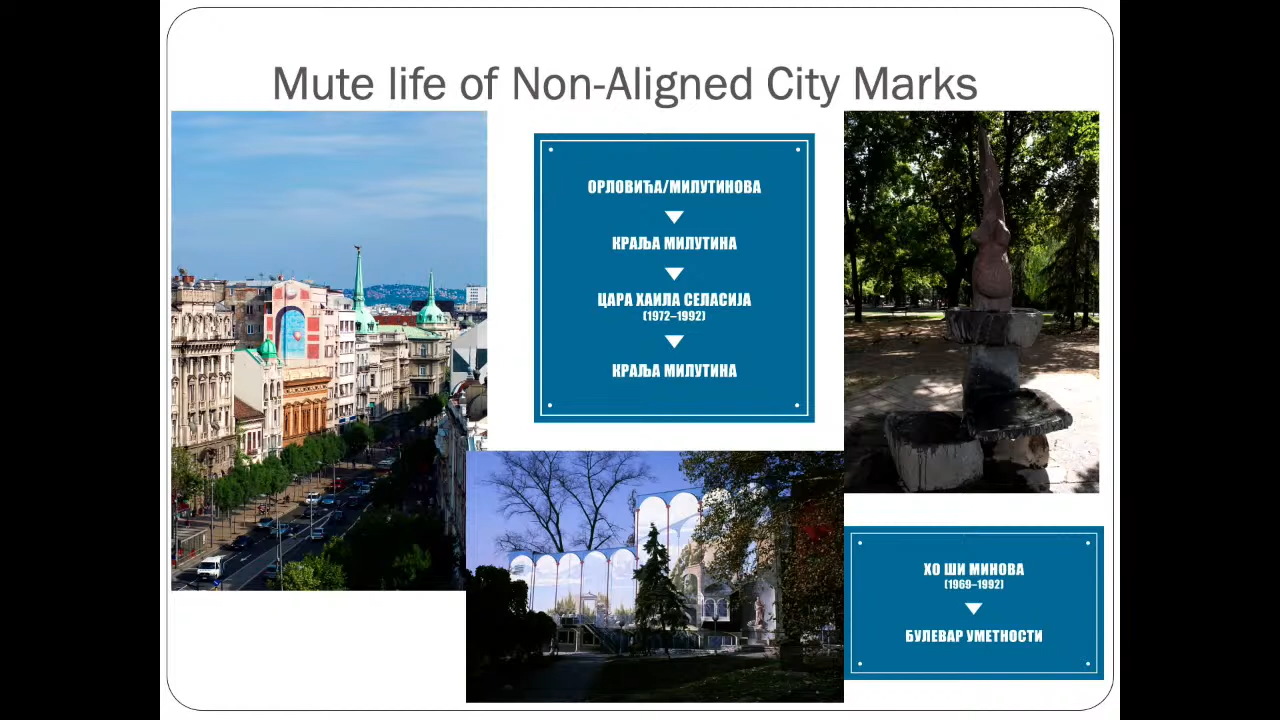 Mute life of Non-Aligned City Marks
ОРЛОВИЋА/МИЛУТИНОВА
КРАЉА МИЛУТИНА
ЦАРА ХАИЛА СЕЛАСИЈА
(1972–1992)
КРАЉА МИЛУТИНА
ХО ШИ МИНОВА
(1969–1992)
БУЛЕВАР УМЕТНОСТИ